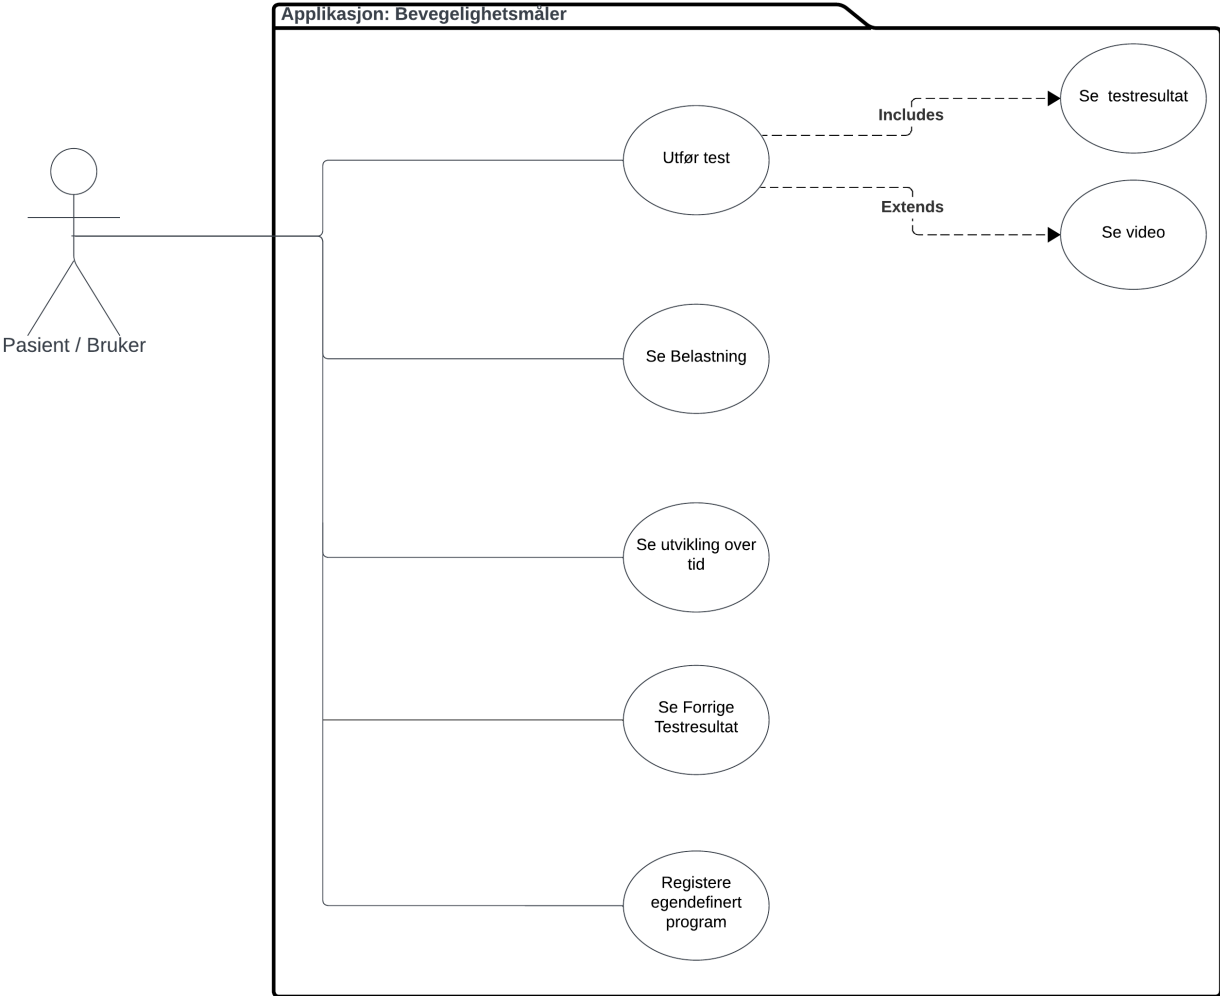 Applikasjon: Bevegelighetsmåler
Se  testresultat
Includes
Utfør test
Extends
Se video
Pasient / Bruker
Se Belastning
Se utvikling over
tid
Se Forrige
Testresultat
Registere
egendefinert
program